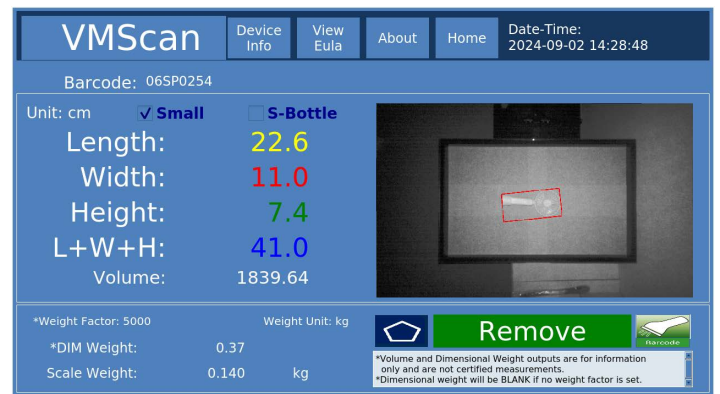 VMScan
Device Info
View Eula
About
Home
Date-Time:
2024-09-02 14:28:48
Barcode: 06SP0254
Unit: cm
✓ Small
S-Bottle
Length: 22.6
Width: 11.0
Height: 7.4
L+W+H: 41.0
Volume: 1839.64
*Weight Factor: 5000
Weight Unit: kg
*DIM Weight: 0.37
Scale Weight: 0.140 kg
Remove
Barcode
*Volume and Dimensional Weight outputs are for information
only and are not certified measurements.
*Dimensional weight will be BLANK if no weight factor is set.